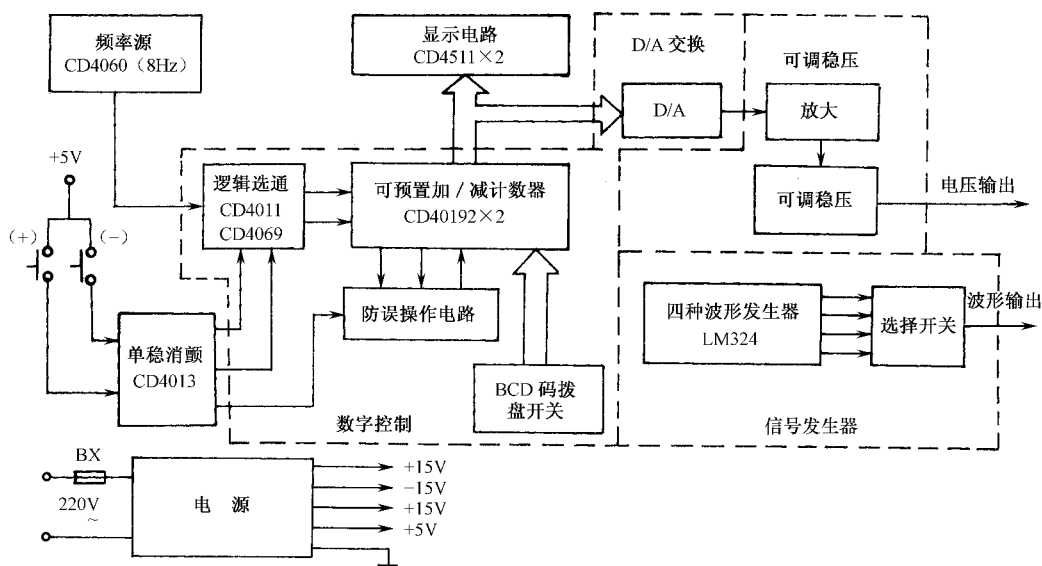 频率源
CD4060（8Hz）
显示电路
CD4511×2
D/A 交换
可调稳压
D/A
放大
+5V
逻辑选通
CD4011
CD4069
可预置加／减计数器
CD40192×2
可调稳压
电压输出
(+)
(−)
防误操作电路
四种波形发生器
LM324
选择开关
波形输出
单稳消颤
CD4013
BCD 码拨
盘开关
数字控制
信号发生器
BX
220V
~
电 源
+15V
−15V
+15V
+5V